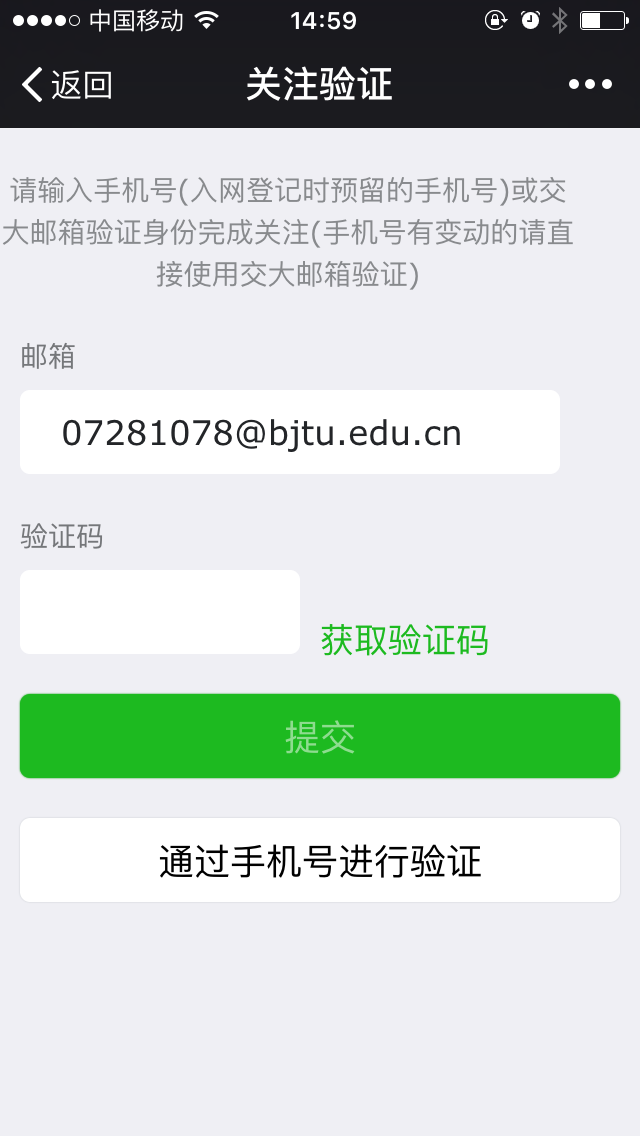 中国移动 14:59
返回 关注验证
请输入手机号(入网登记时预留的手机号)或交
大邮箱验证身份完成关注(手机号有变动的请直
接使用交大邮箱验证)
邮箱
07281078@bjtu.edu.cn
验证码
获取验证码
提交
通过手机号进行验证